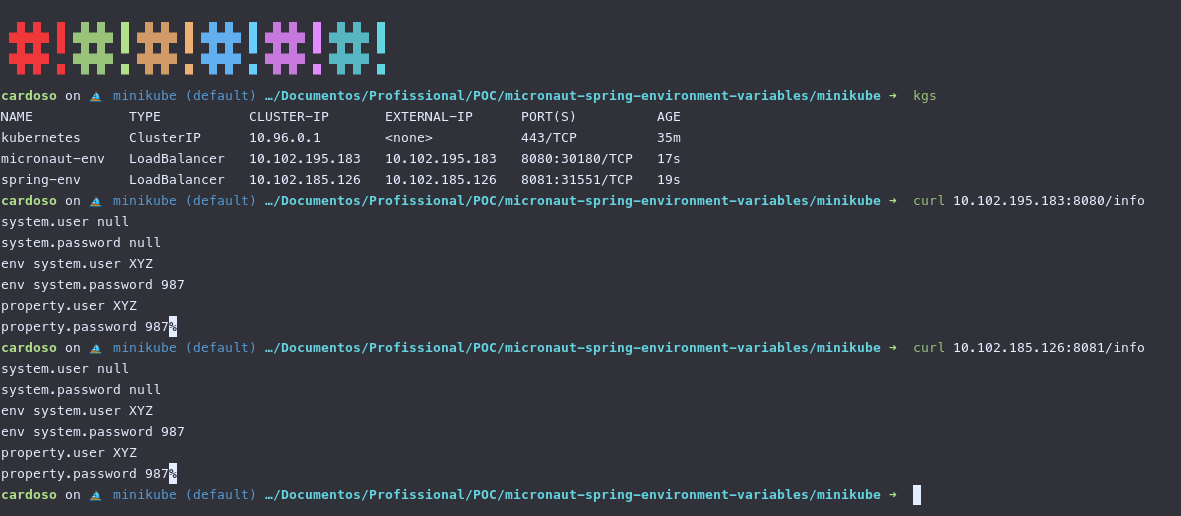 #!#!#!#!#!#!
cardoso on ⛵ minikube (default) …/Documentos/Profissional/POC/micronaut-spring-environment-variables/minikube ➜ kgs
NAME TYPE CLUSTER-IP EXTERNAL-IP PORT(S) AGE
kubernetes ClusterIP 10.96.0.1 <none> 443/TCP 35m
micronaut-env LoadBalancer 10.102.195.183 10.102.195.183 8080:30180/TCP 17s
spring-env LoadBalancer 10.102.185.126 10.102.185.126 8081:31551/TCP 19s
cardoso on ⛵ minikube (default) …/Documentos/Profissional/POC/micronaut-spring-environment-variables/minikube ➜ curl 10.102.195.183:8080/info
system.user null
system.password null
env system.user XYZ
env system.password 987
property.user XYZ
property.password 987%
cardoso on ⛵ minikube (default) …/Documentos/Profissional/POC/micronaut-spring-environment-variables/minikube ➜ curl 10.102.185.126:8081/info
system.user null
system.password null
env system.user XYZ
env system.password 987
property.user XYZ
property.password 987%
cardoso on ⛵ minikube (default) …/Documentos/Profissional/POC/micronaut-spring-environment-variables/minikube ➜